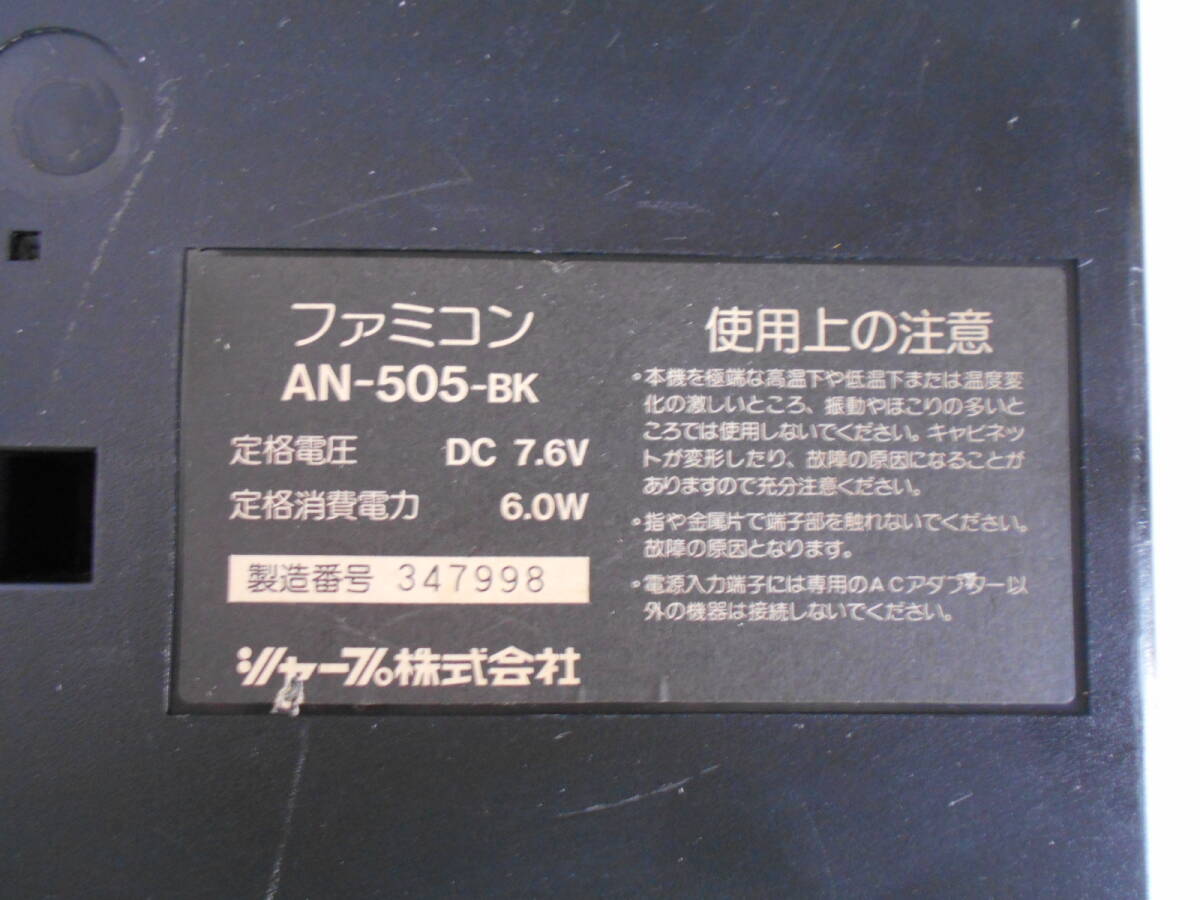 ファミコン
AN-505-BK
定格電圧 DC 7.6V
定格消費電力 6.0W
製造番号 347998
シャープ株式会社
使用上の注意
•本機を極端な高温下や低温下または温度変
化の激しいところ、振動やほこりの多いと
ころでは使用しないでください。キャビネッ
トが変形したり、故障の原因になることが
ありますので充分注意ください。
•指や金属片で端子部を触れないでください。
故障の原因となります。
•電源入力端子には専用のACアダプター以
外の機器は接続しないでください。